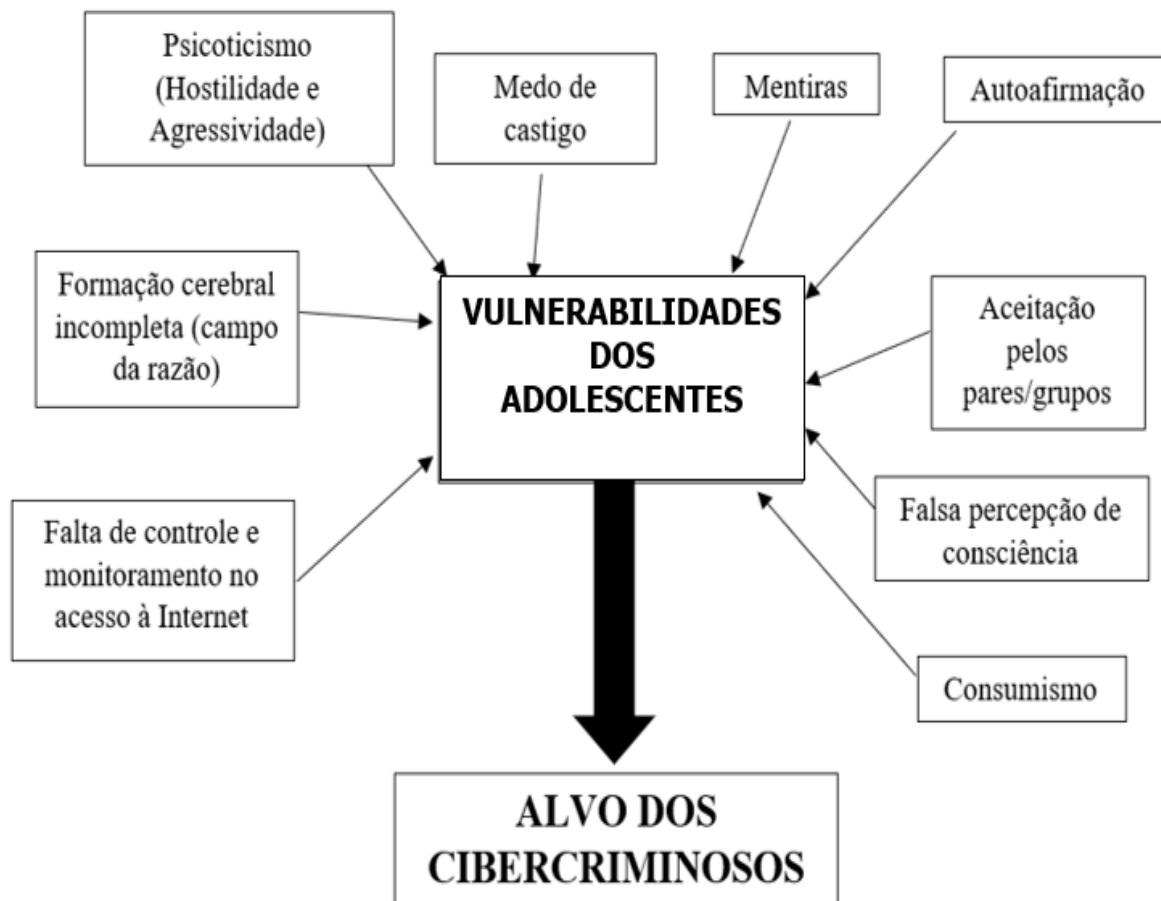 Psicoticismo
(Hostilidade e
Agressividade)
Medo de
castigo
Mentiras
Autoafirmação
Formação cerebral
incompleta (campo
da razão)
VULNERABILIDADES
DOS
ADOLESCENTES
Aceitação
pelos
pares/grupos
Falta de controle e
monitoramento no
acesso à Internet
Falsa percepção de
consciência
Consumismo
ALVO DOS
CIBERCRIMINOSOS